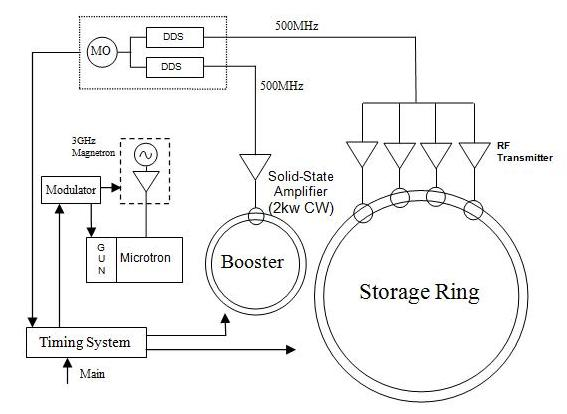 500MHz
DDS
MO
DDS
500MHz
3GHz
Magnetron
RF
Transmitter
Solid-State
Amplifier
(2kw CW)
Modulator
G
U
N
Microtron
Booster
Storage Ring
Timing System
Main